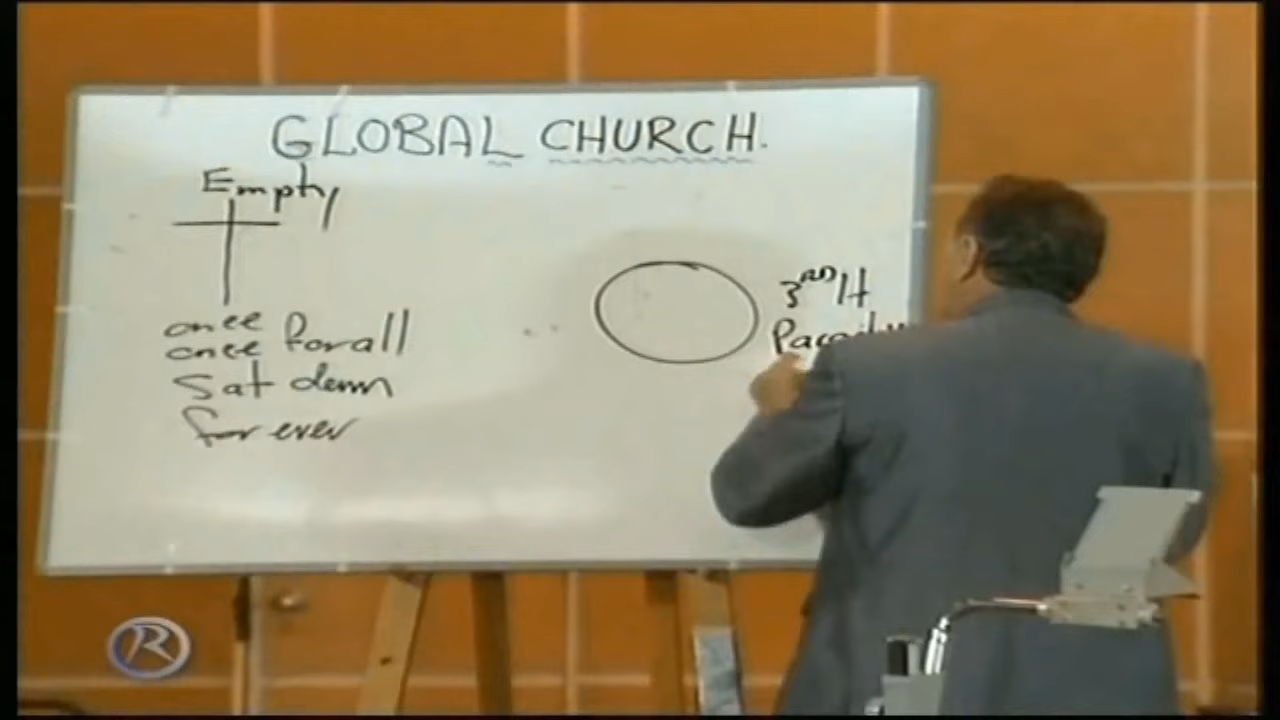 GLOBAL CHURCH.
Empty
once
once for all
Sat down
for ever
3RD H
R